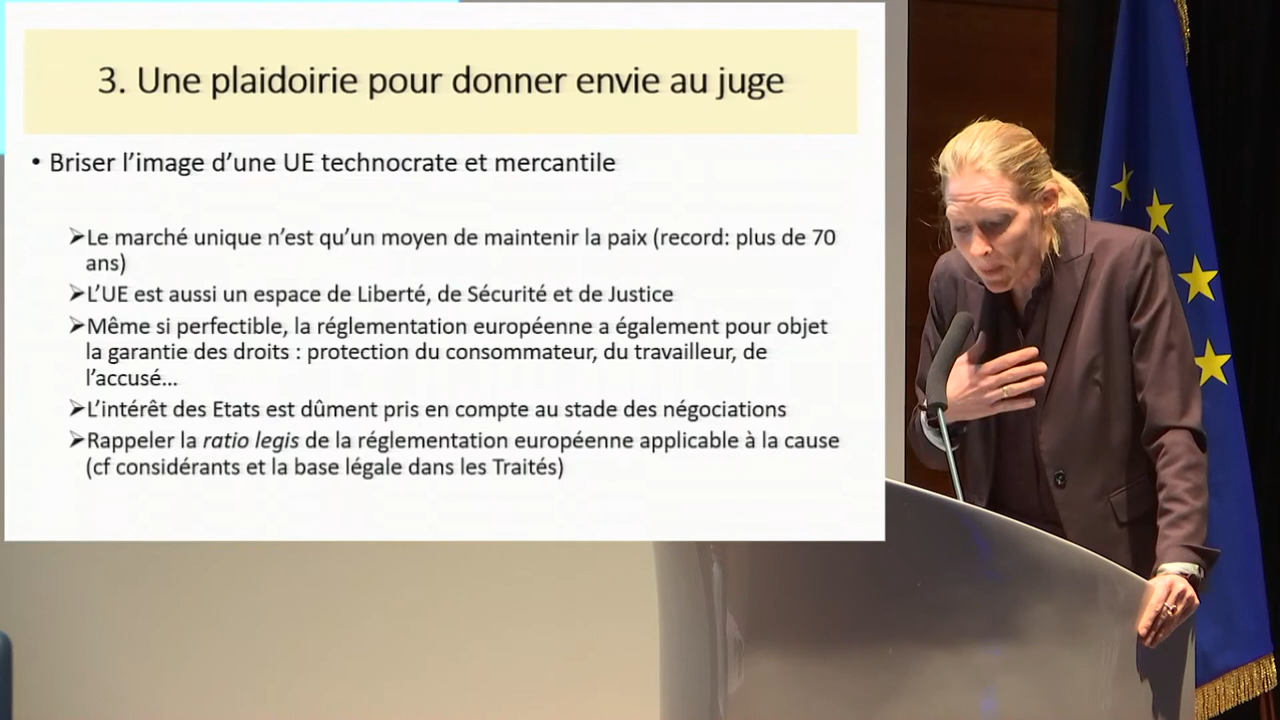 3. Une plaidoirie pour donner envie au juge
• Briser l’image d’une UE technocrate et mercantile
➢Le marché unique n’est qu’un moyen de maintenir la paix (record: plus de 70
ans)
➢L’UE est aussi un espace de Liberté, de Sécurité et de Justice
➢Même si perfectible, la réglementation européenne a également pour objet
la garantie des droits : protection du consommateur, du travailleur, de
l’accusé...
➢L’intérêt des Etats est dûment pris en compte au stade des négociations
➢Rappeler la ratio legis de la réglementation européenne applicable à la cause
(cf considérants et la base légale dans les Traités)